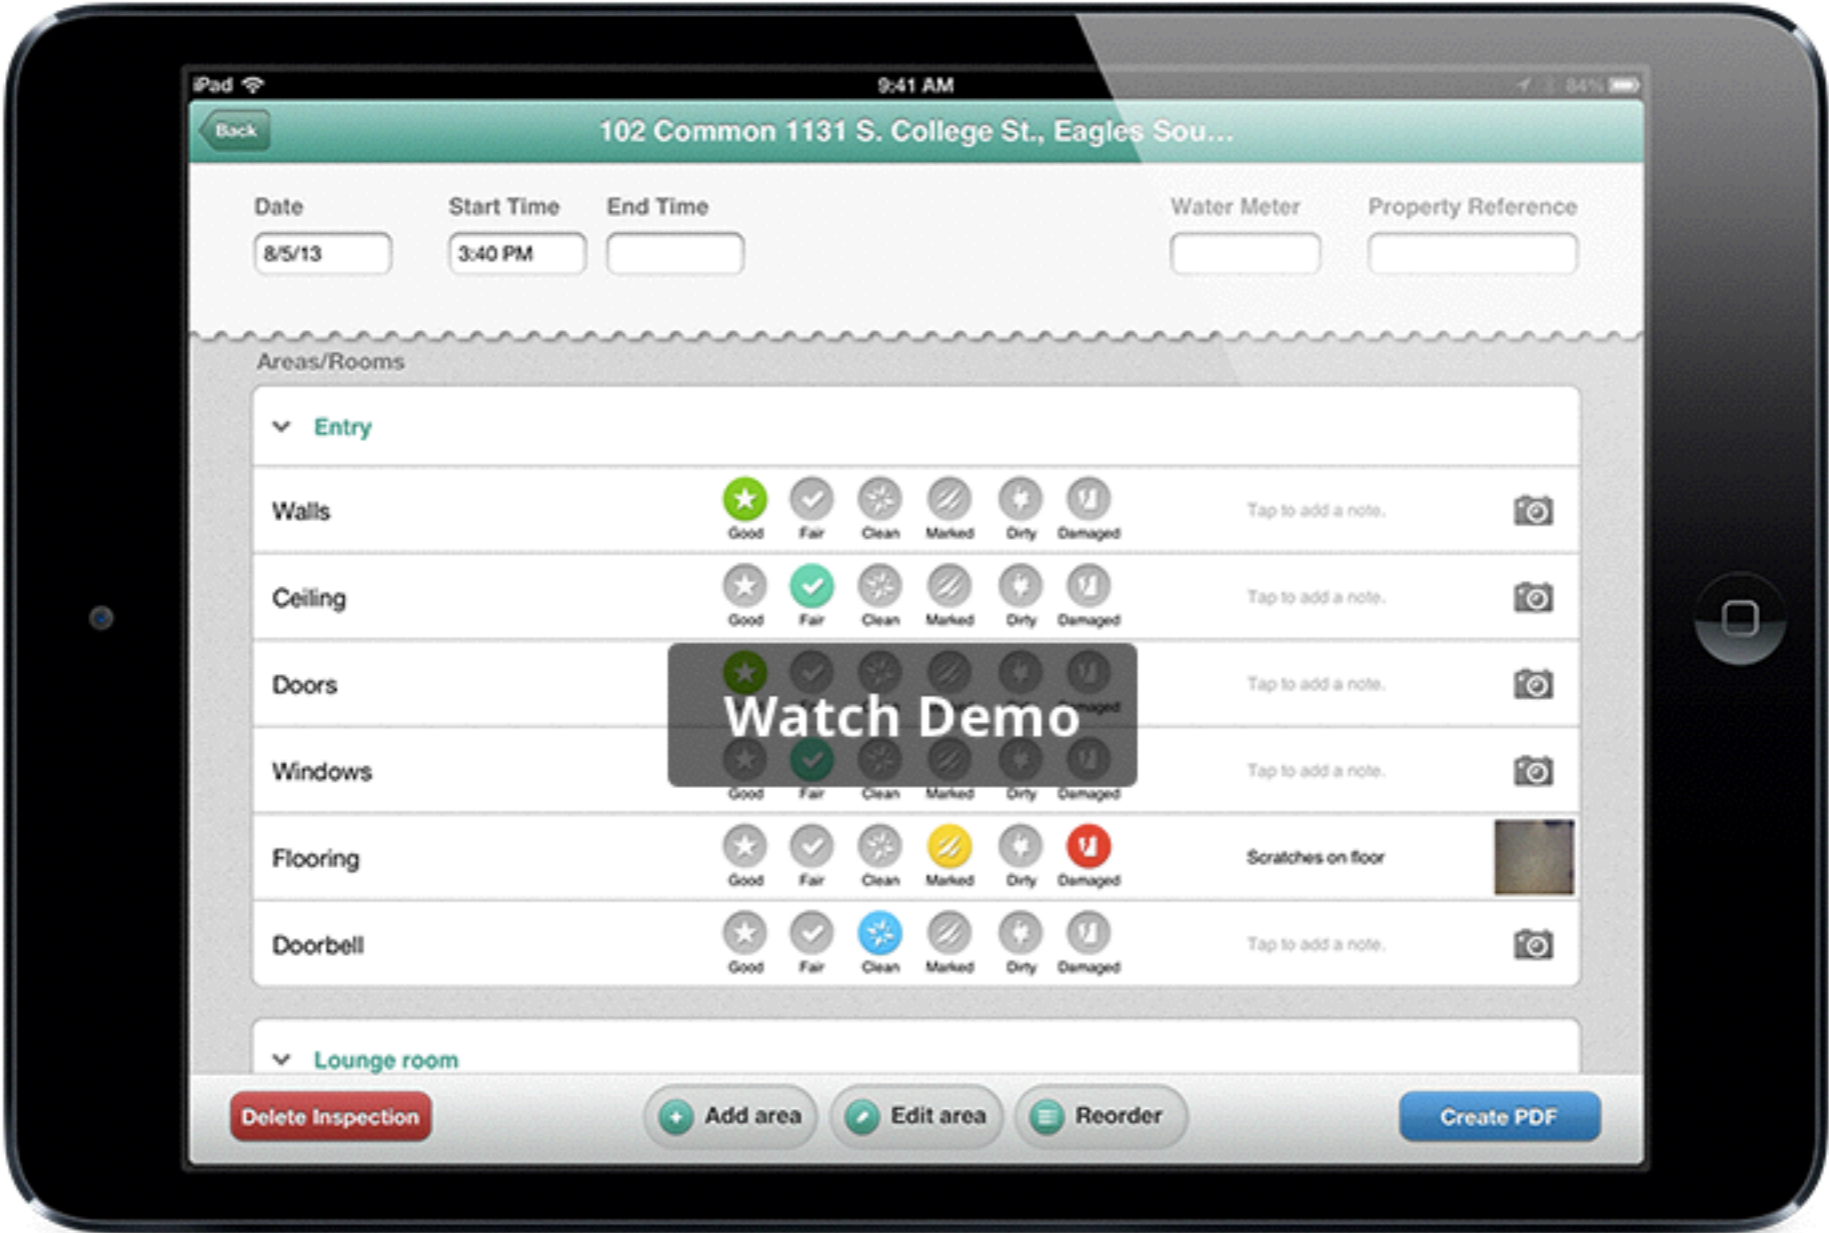 iPad 9:41 AM 84%
Back 102 Common 1131 S. College St., Eagles Sou...
Date Start Time End Time Water Meter Property Reference
8/5/13 3:40 PM
Areas/Rooms
Entry
Walls Tap to add a note.
Good Fair Clean Marked Dirty Damaged
Ceiling Tap to add a note.
Good Fair Clean Marked Dirty Damaged
Doors Tap to add a note.
Watch Demo
Windows Tap to add a note.
Good Fair Clean Marked Dirty Damaged
Flooring Scratches on floor
Good Fair Clean Marked Dirty Damaged
Doorbell Tap to add a note.
Good Fair Clean Marked Dirty Damaged
Lounge room
Delete Inspection Add area Edit area Reorder Create PDF